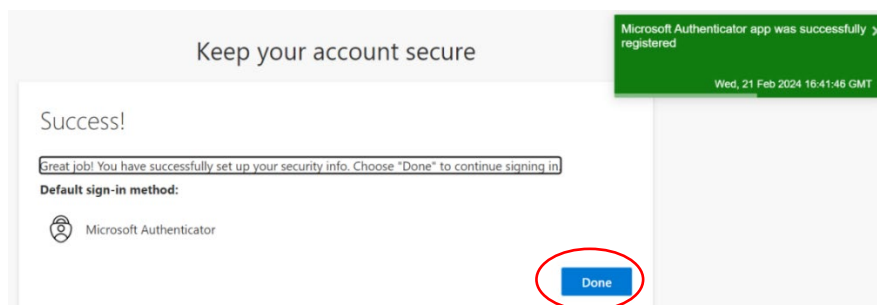 Keep your account secure
Microsoft Authenticator app was successfully
registered
Wed, 21 Feb 2024 16:41:46 GMT
Success!
Great job! You have successfully set up your security info. Choose "Done" to continue signing in.
Default sign-in method:
Microsoft Authenticator
Done